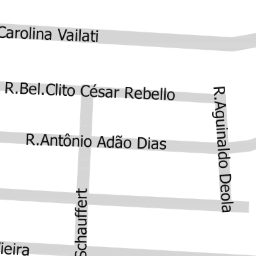 Carolina Vailati
R.Bel.Clito César Rebello
R.Aguinaldo Deola
R.Antônio Adão Dias
Schauffert
ieira